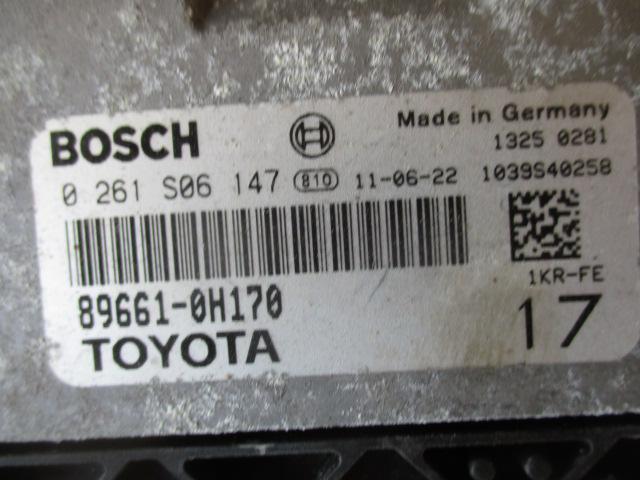 BOSCH
Made in Germany
1325 0281
0 261 S06 147 810 11-06-22 1039S40258
1KR-FE
89661-0H170
17
TOYOTA